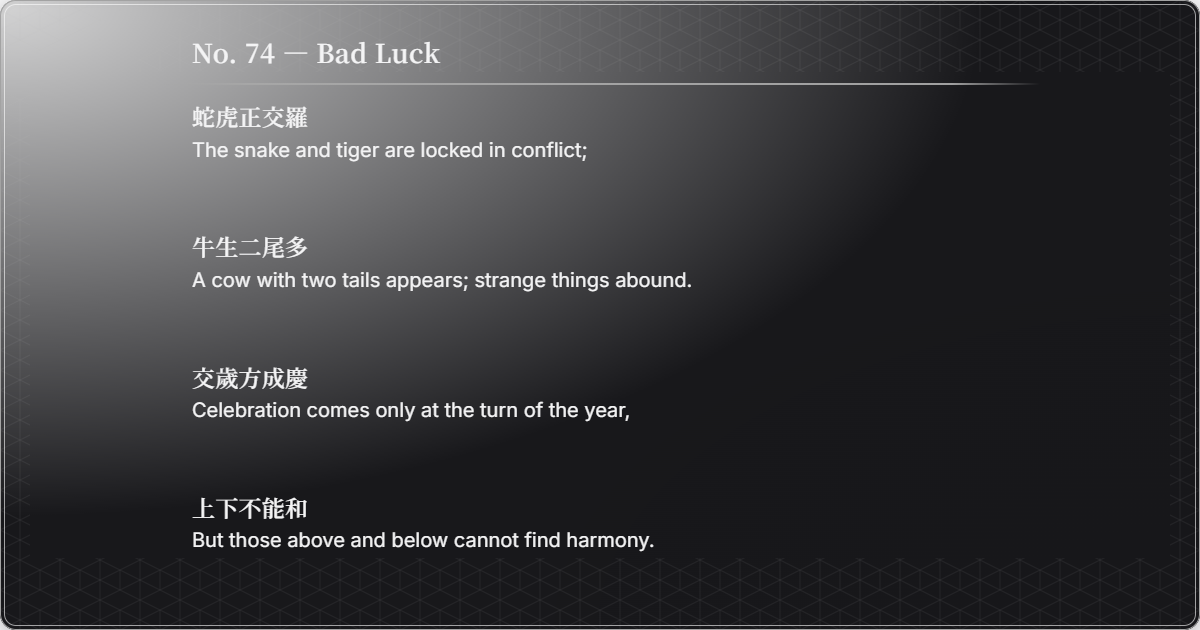 No. 74 — Bad Luck
蛇虎正交羅
The snake and tiger are locked in conflict;
牛生二尾多
A cow with two tails appears; strange things abound.
交歲方成慶
Celebration comes only at the turn of the year,
上下不能和
But those above and below cannot find harmony.